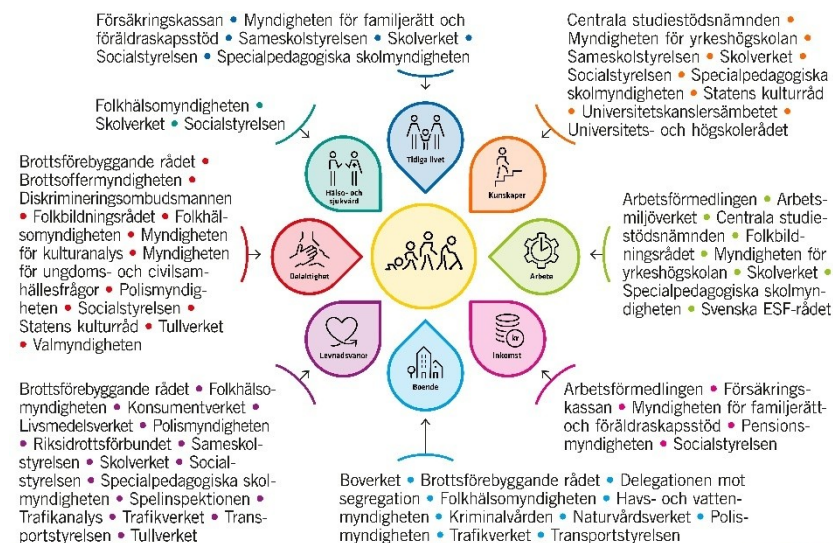 Försäkringskassan • Myndigheten för familjerätt och
föräldraskapsstöd • Sameskolstyrelsen • Skolverket •
Socialstyrelsen • Specialpedagogiska skolmyndigheten
Centrala studiestödsnämnden •
Myndigheten för yrkeshögskolan •
Sameskolstyrelsen • Skolverket •
Socialstyrelsen • Specialpedagogiska
skolmyndigheten • Statens kulturråd
• Universitetskanslersämbetet •
Universitets- och högskolerådet
Folkhälsomyndigheten •
Skolverket • Socialstyrelsen
Tidiga livet
Hälso- och
sjukvård
Kunskaper
Brottsförebyggande rådet •
Brottsoffermyndigheten •
Diskrimineringsombudsmannen
• Folkbildningsrådet • Folkhäl-
somyndigheten • Myndigheten
för kulturanalys • Myndigheten
för ungdoms- och civilsam-
hällesfrågor • Polismyndig-
heten • Socialstyrelsen •
Statens kulturråd • Tullverket
• Valmyndigheten
Delaktighet
Arbete
Arbetsförmedlingen • Arbets-
miljöverket • Centrala studie-
stödsnämnden • Folkbild-
ningsrådet • Myndigheten för
yrkeshögskolan • Skolverket •
Specialpedagogiska skolmyn-
digheten • Svenska ESF-rådet
Levnadsvanor
Boende
kr
Inkomst
Brottsförebyggande rådet • Folkhälso-
myndigheten • Konsumentverket •
Livsmedelsverket • Polismyndigheten
• Riksidrottsförbundet • Sameskol-
styrelsen • Skolverket • Social-
styrelsen • Specialpedagogiska skol-
myndigheten • Spelinspektionen •
Trafikanalys • Trafikverket • Trans-
portstyrelsen • Tullverket
Arbetsförmedlingen • Försäkrings-
kassan • Myndigheten för familjerätt-
och föräldraskapsstöd • Pensions-
myndigheten • Socialstyrelsen
Boverket • Brottsförebyggande rådet • Delegationen mot
segregation • Folkhälsomyndigheten • Havs- och vatten-
myndigheten • Kriminalvården • Naturvårdsverket • Polis-
myndigheten • Trafikverket • Transportstyrelsen